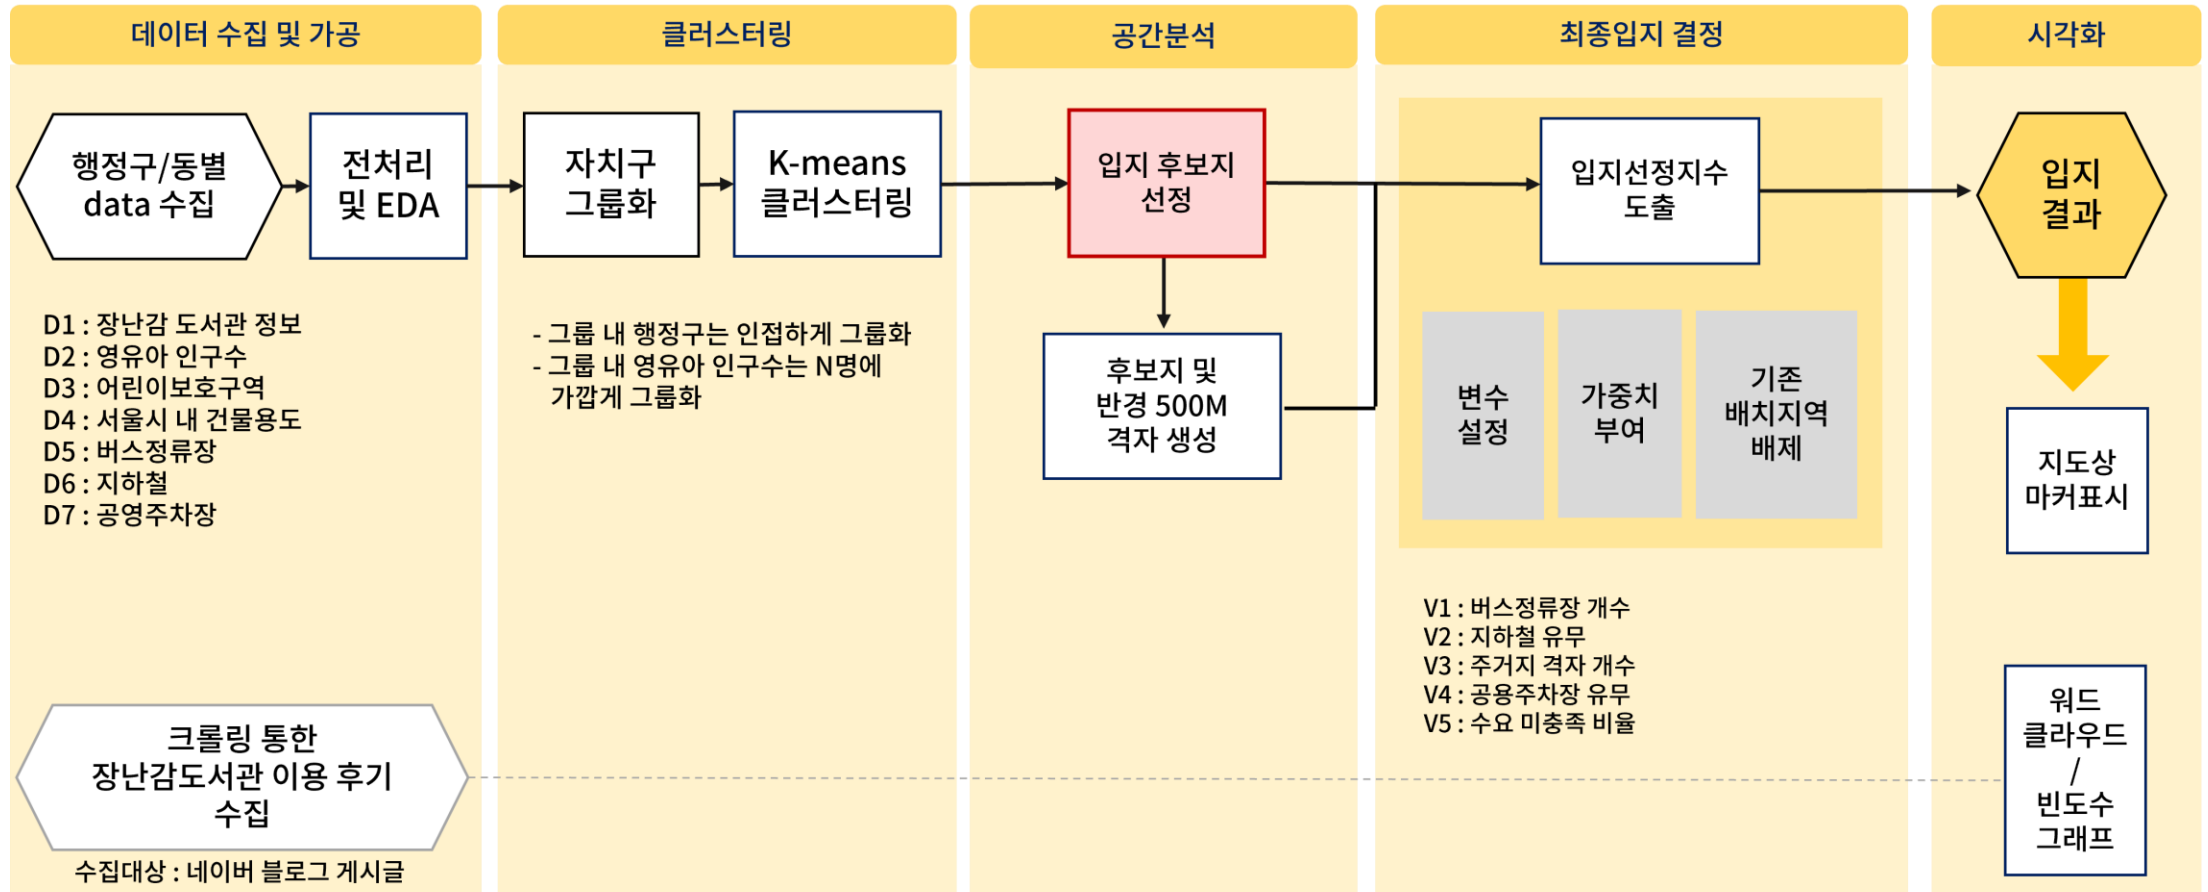 데이터 수집 및 가공
클러스터링
공간분석
최종입지 결정
시각화
행정구/동별
data 수집
전처리
및 EDA
자치구
그룹화
K-means
클러스터링
입지 후보지
선정
입지선정지수
도출
입지
결과
D1 : 장난감 도서관 정보
D2 : 영유아 인구수
D3 : 어린이보호구역
D4 : 서울시 내 건물용도
D5 : 버스정류장
D6 : 지하철
D7 : 공영주차장
- 그룹 내 행정구는 인접하게 그룹화
- 그룹 내 영유아 인구수는 N명에
가깝게 그룹화
후보지 및
반경 500M
격자 생성
변수
설정
가중치
부여
기존
배치지역
배제
지도상
마커표시
V1 : 버스정류장 개수
V2 : 지하철 유무
V3 : 주거지 격자 개수
V4 : 공용주차장 유무
V5 : 수요 미충족 비율
크롤링 통한
장난감도서관 이용 후기
수집
수집대상 : 네이버 블로그 게시글
워드
클라우드
/
빈도수
그래프